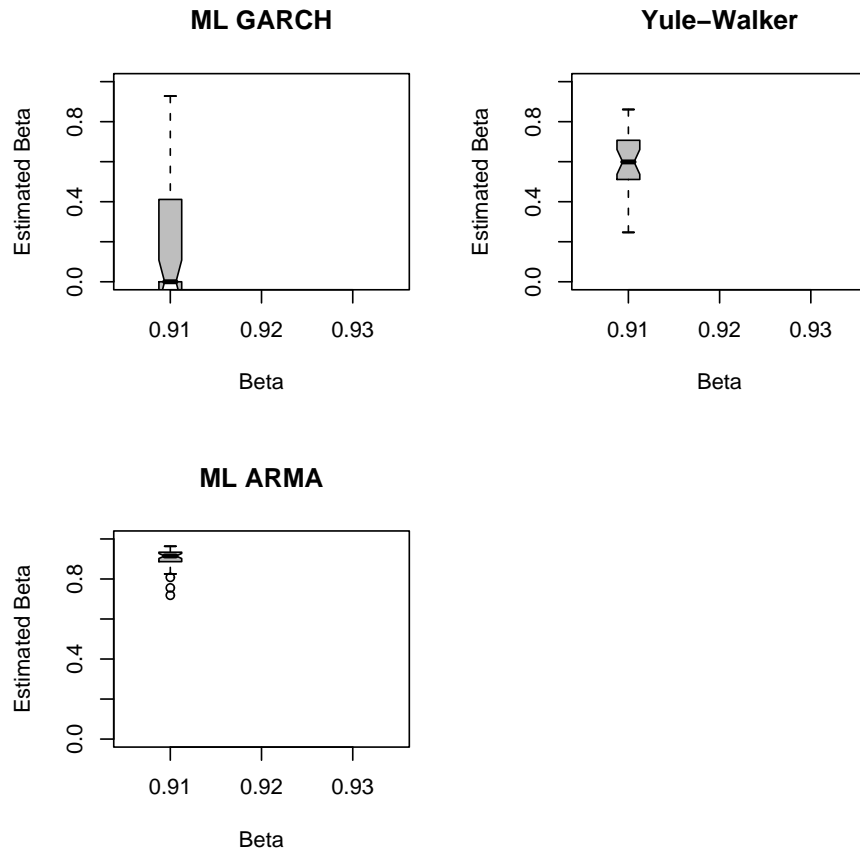 ML GARCH
Estimated Beta
0.0 0.4 0.8
0.91 0.92 0.93
Beta
Yule−Walker
Estimated Beta
0.0 0.4 0.8
0.91 0.92 0.93
Beta
ML ARMA
Estimated Beta
0.0 0.4 0.8
0.91 0.92 0.93
Beta